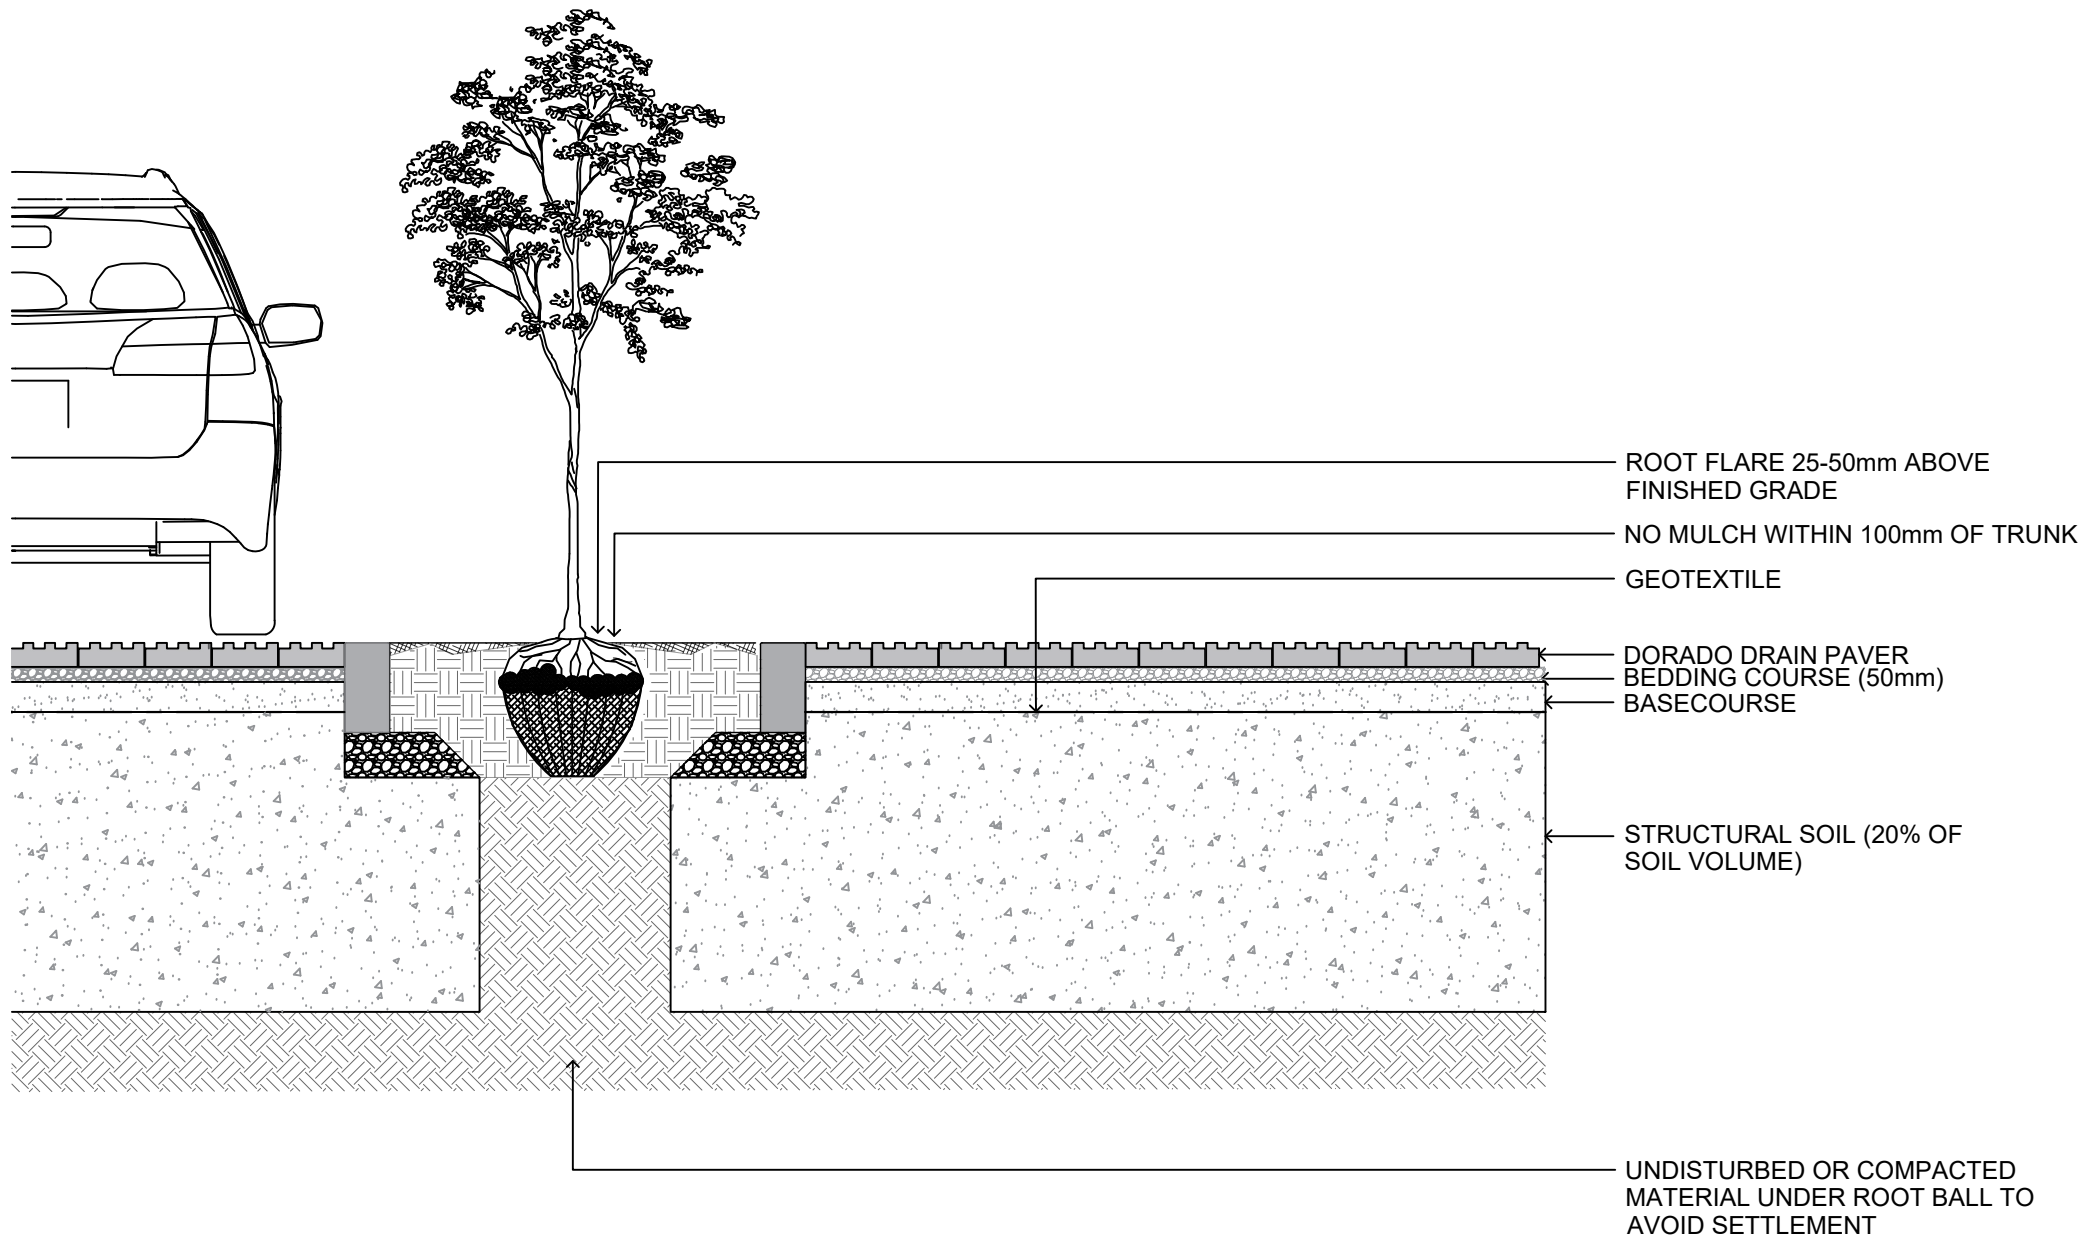 ROOT FLARE 25-50mm ABOVE
FINISHED GRADE
NO MULCH WITHIN 100mm OF TRUNK
GEOTEXTILE
DORADO DRAIN PAVER
BEDDING COURSE (50mm)
BASECOURSE
STRUCTURAL SOIL (20% OF
SOIL VOLUME)
UNDISTURBED OR COMPACTED
MATERIAL UNDER ROOT BALL TO
AVOID SETTLEMENT